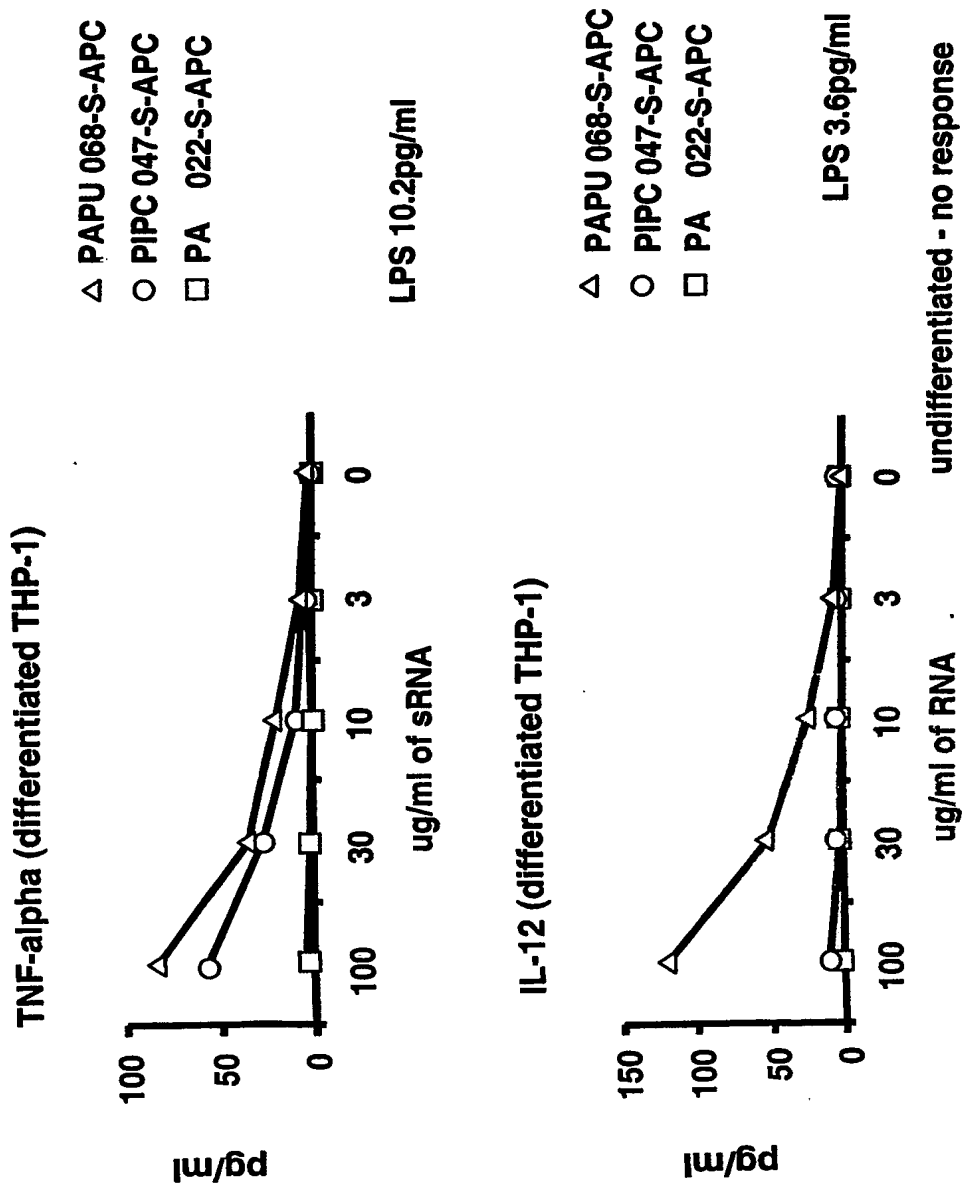 TNF-alpha (differentiated THP-1)
pg/ml
100
50
0
100
30
10
3
0
ug/ml of sRNA
PAPU 068-S-APC
PIPC 047-S-APC
PA 022-S-APC
LPS 10.2pg/ml
IL-12 (differentiated THP-1)
pg/ml
150
100
50
0
100
30
10
3
0
ug/ml of RNA
PAPU 068-S-APC
PIPC 047-S-APC
PA 022-S-APC
LPS 3.6pg/ml
undifferentiated - no response